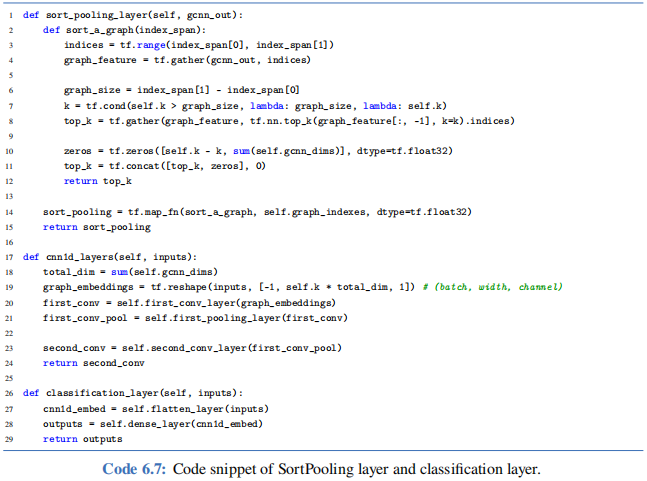 1 def sort_pooling_layer(self, gcnn_out):
2 def sort_a_graph(index_span):
3 indices = tf.range(index_span[0], index_span[1])
4 graph_feature = tf.gather(gcnn_out, indices)
5
6 graph_size = index_span[1] - index_span[0]
7 k = tf.cond(self.k > graph_size, lambda: graph_size, lambda: self.k)
8 top_k = tf.gather(graph_feature, tf.nn.top_k(graph_feature[:, -1], k=k).indices)
9
10 zeros = tf.zeros([self.k - k, sum(self.gcnn_dims)], dtype=tf.float32)
11 top_k = tf.concat([top_k, zeros], 0)
12 return top_k
13
14 sort_pooling = tf.map_fn(sort_a_graph, self.graph_indexes, dtype=tf.float32)
15 return sort_pooling
16
17 def cnn1d_layers(self, inputs):
18 total_dim = sum(self.gcnn_dims)
19 graph_embeddings = tf.reshape(inputs, [-1, self.k * total_dim, 1]) # (batch, width, channel)
20 first_conv = self.first_conv_layer(graph_embeddings)
21 first_conv_pool = self.first_pooling_layer(first_conv)
22
23 second_conv = self.second_conv_layer(first_conv_pool)
24 return second_conv
25
26 def classification_layer(self, inputs):
27 cnn1d_embed = self.flatten_layer(inputs)
28 outputs = self.dense_layer(cnn1d_embed)
29 return outputs
Code 6.7: Code snippet of SortPooling layer and classification layer.